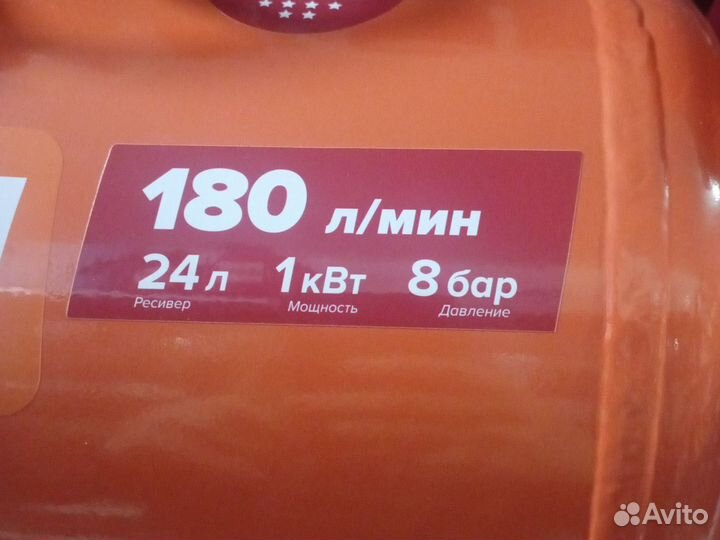 180 л/мин
24 л 1 кВт 8 бар
Ресивер Мощность Давление
Avito